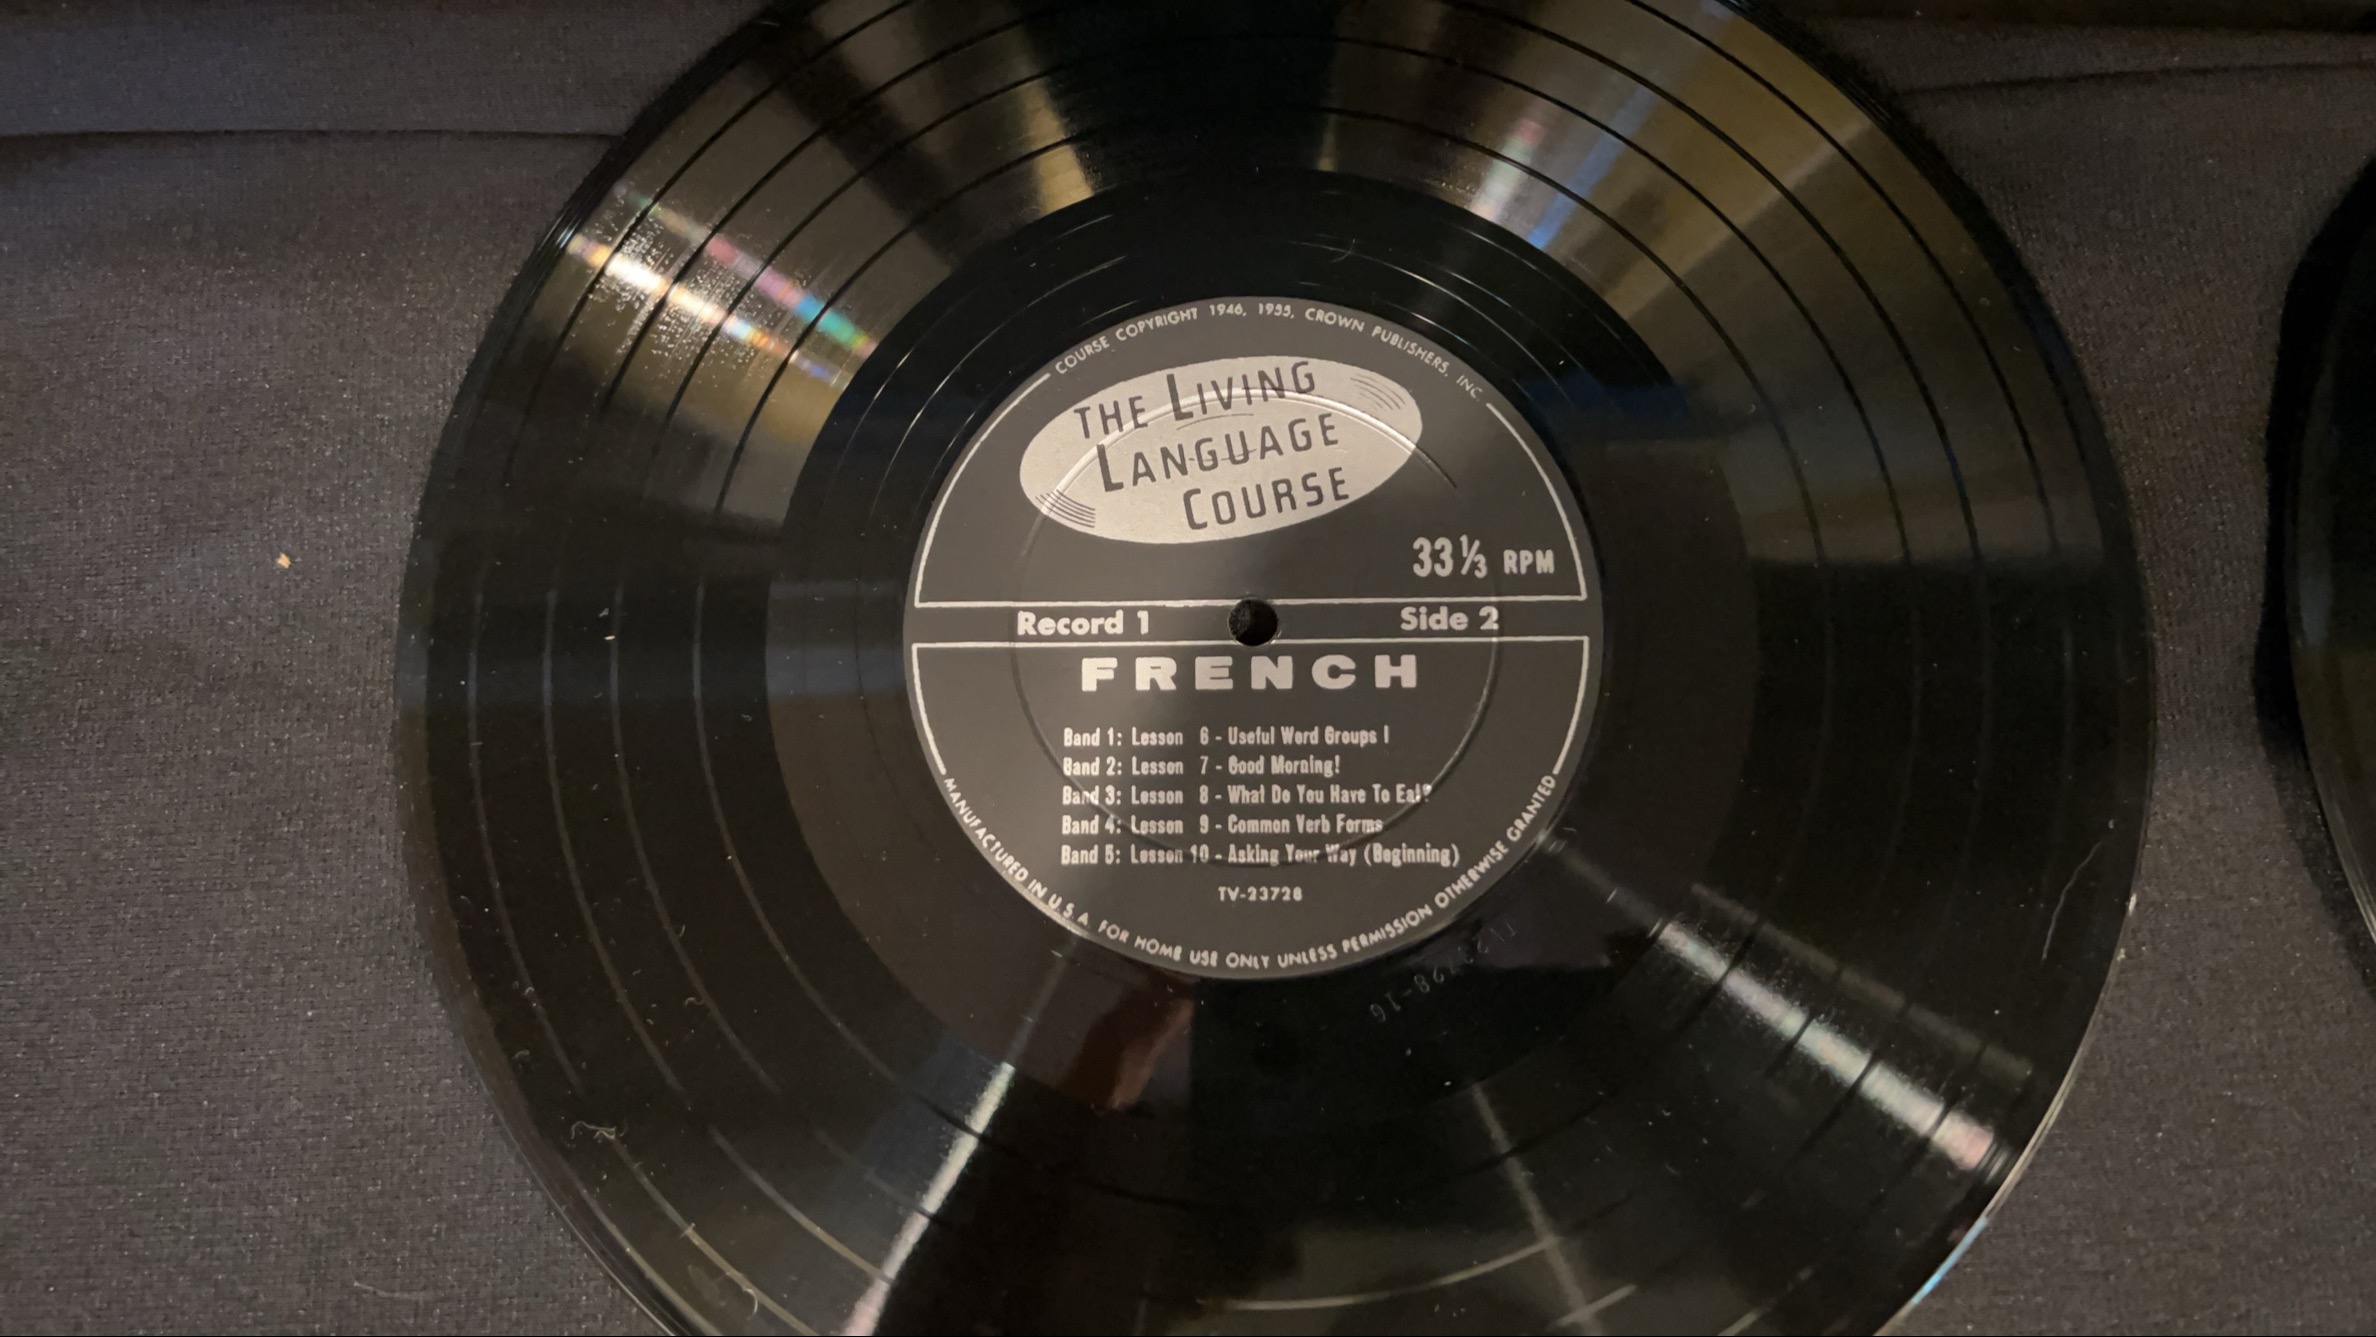 COURSE COPYRIGHT 1946, 1955, CROWN PUBLISHERS, INC.
THE LIVING
LANGUAGE
COURSE
33⅓ RPM
Record 1 Side 2
FRENCH
Band 1: Lesson 6 - Useful Word Groups I
Band 2: Lesson 7 - Good Morning!
Band 3: Lesson 8 - What Do You Have To Eat?
Band 4: Lesson 9 - Common Verb Forms
Band 5: Lesson 10 - Asking Your Way (Beginning)
TV-23728
MANUFACTURED IN U.S.A. FOR HOME USE ONLY UNLESS PERMISSION OTHERWISE GRANTED